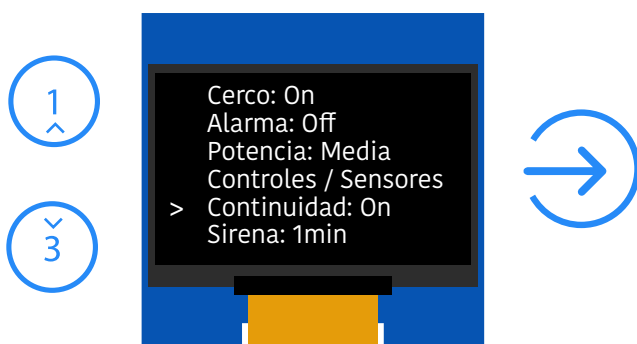 1
3
Cerco: On
Alarma: Off
Potencia: Media
Controles / Sensores
> Continuidad: On
Sirena: 1min